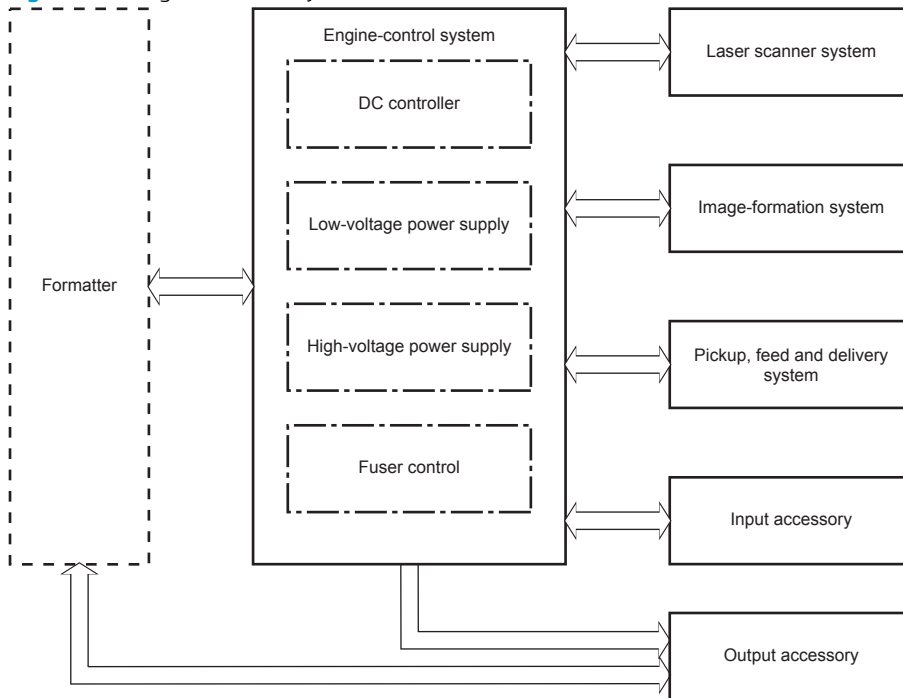 Engine-control system
Laser scanner system
DC controller
Low-voltage power supply
Image-formation system
Formatter
High-voltage power supply
Pickup, feed and delivery
system
Fuser control
Input accessory
Output accessory